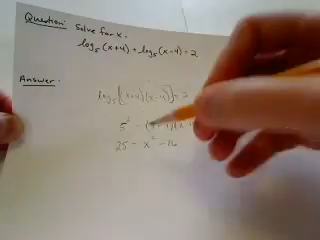 Question: Solve for x.
log₅(x+4) + log₅(x-4) = 2
Answer:
log₅[(x+4)(x-4)] = 2
5² = (x+4)(x-4)
25 = x² - 16